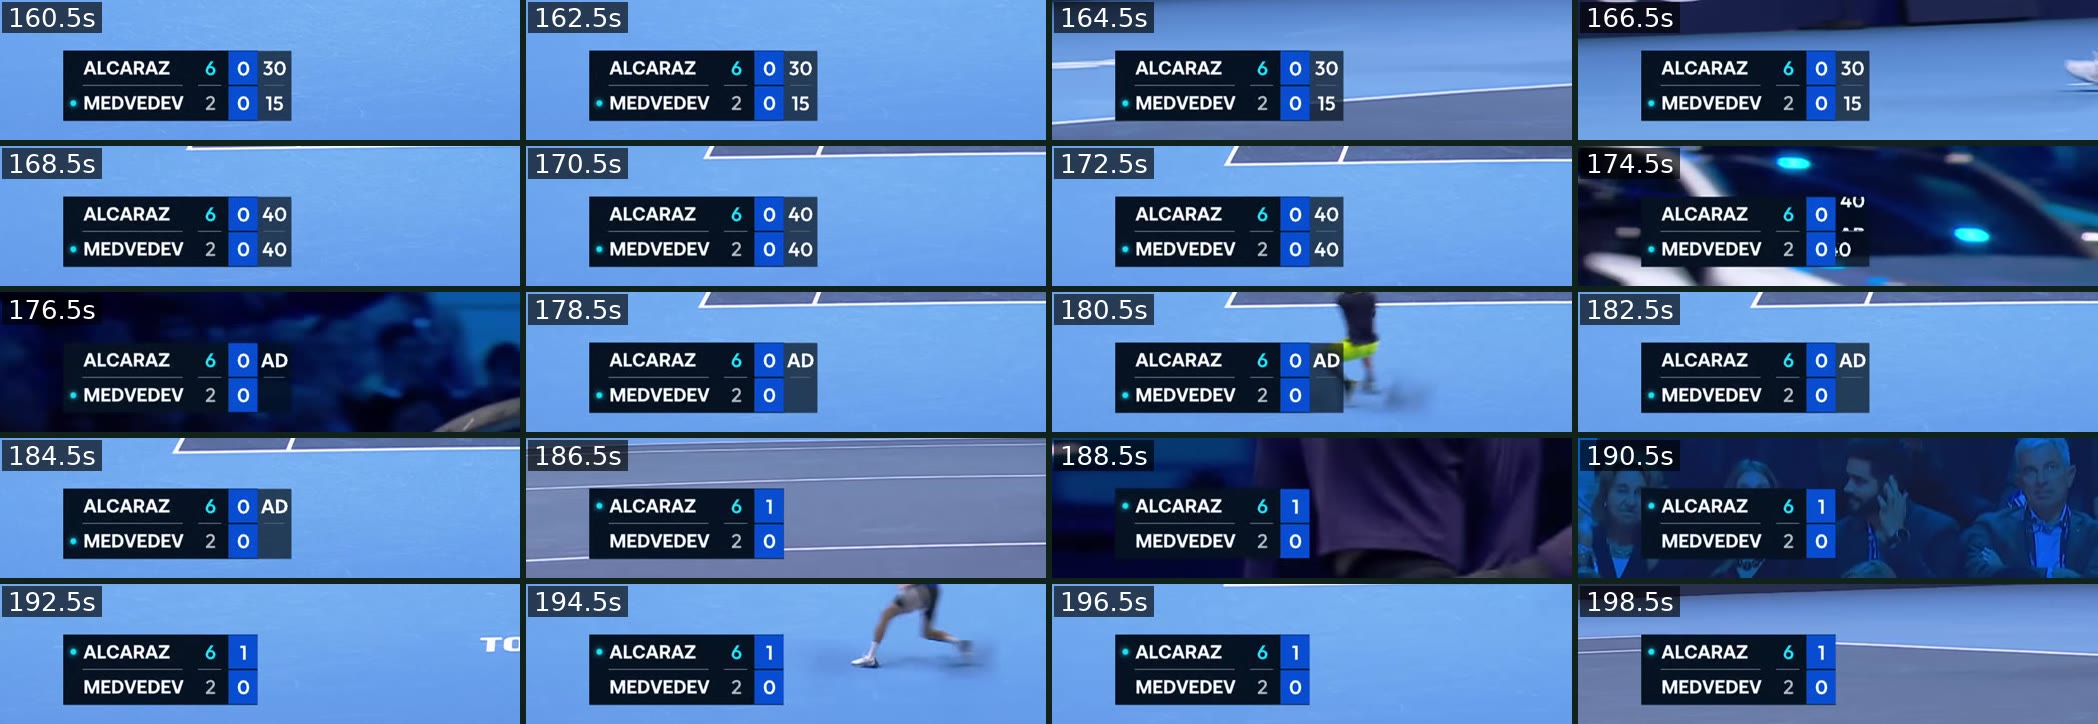 160.5s
ALCARAZ 6 0 30
MEDVEDEV 2 0 15
162.5s
ALCARAZ 6 0 30
MEDVEDEV 2 0 15
164.5s
ALCARAZ 6 0 30
MEDVEDEV 2 0 15
166.5s
ALCARAZ 6 0 30
MEDVEDEV 2 0 15
168.5s
ALCARAZ 6 0 40
MEDVEDEV 2 0 40
170.5s
ALCARAZ 6 0 40
MEDVEDEV 2 0 40
172.5s
ALCARAZ 6 0 40
MEDVEDEV 2 0 40
174.5s
ALCARAZ 6 0 40
MEDVEDEV 2 0 40
176.5s
ALCARAZ 6 0 AD
MEDVEDEV 2 0
178.5s
ALCARAZ 6 0 AD
MEDVEDEV 2 0
180.5s
ALCARAZ 6 0 AD
MEDVEDEV 2 0
182.5s
ALCARAZ 6 0 AD
MEDVEDEV 2 0
184.5s
ALCARAZ 6 0 AD
MEDVEDEV 2 0
186.5s
ALCARAZ 6 1
MEDVEDEV 2 0
188.5s
ALCARAZ 6 1
MEDVEDEV 2 0
190.5s
ALCARAZ 6 1
MEDVEDEV 2 0
192.5s
ALCARAZ 6 1
MEDVEDEV 2 0
TO
194.5s
ALCARAZ 6 1
MEDVEDEV 2 0
196.5s
ALCARAZ 6 1
MEDVEDEV 2 0
198.5s
ALCARAZ 6 1
MEDVEDEV 2 0